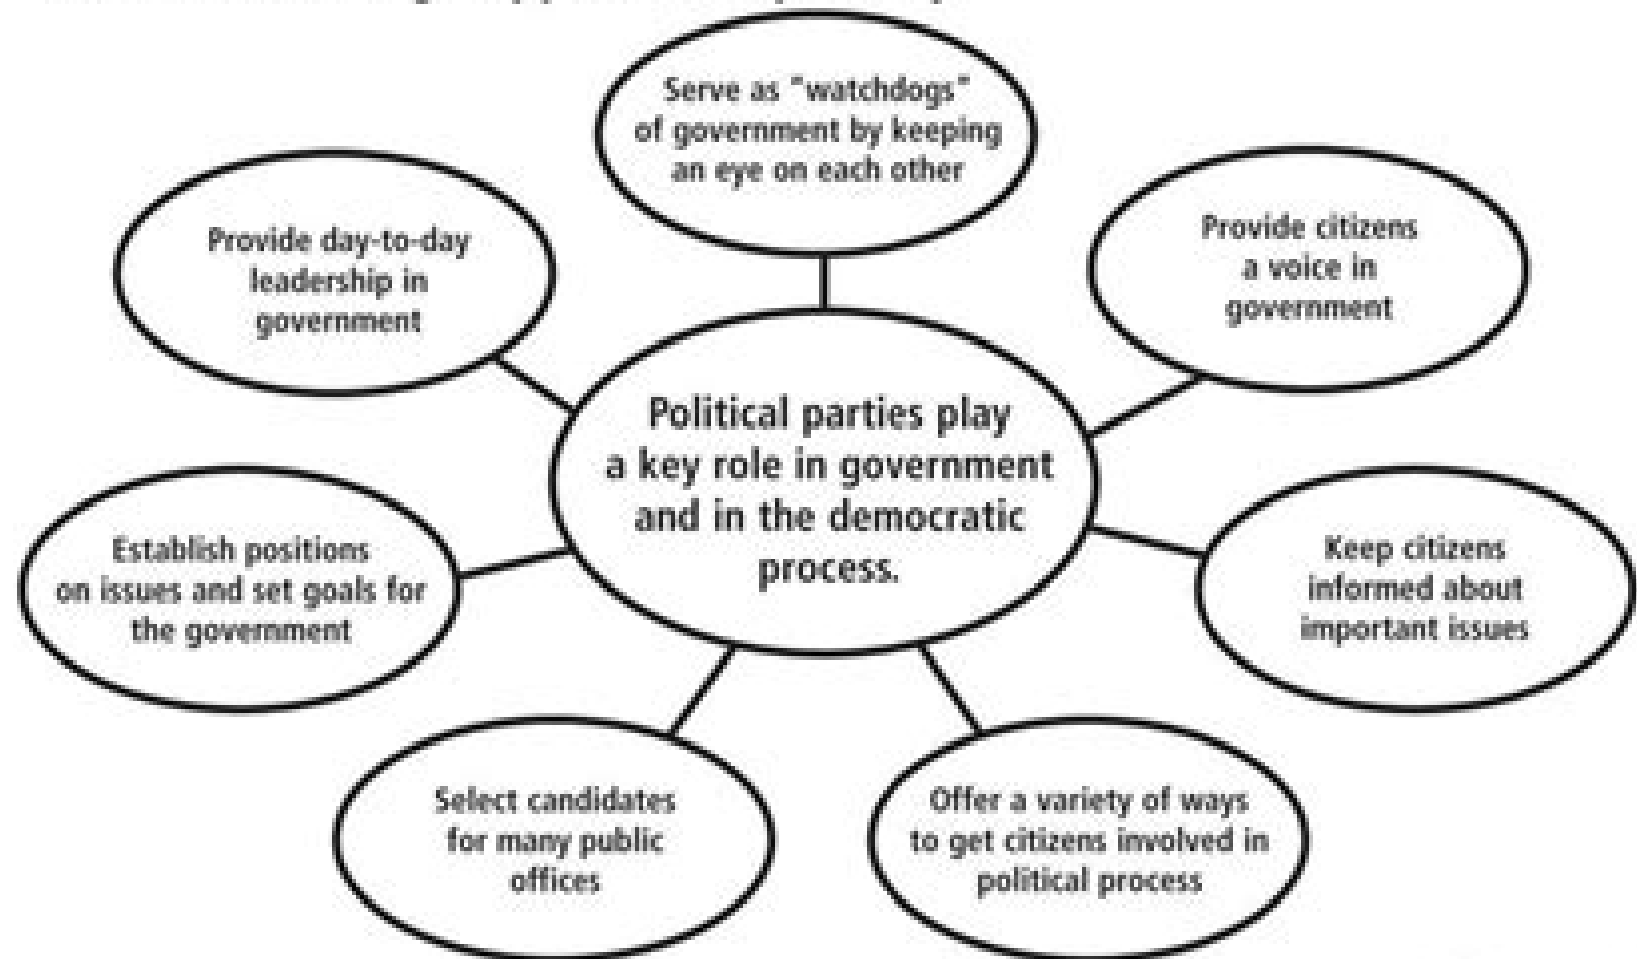 Serve as "watchdogs"
of government by keeping
an eye on each other
Provide day-to-day
leadership in
government
Provide citizens
a voice in
government
Political parties play
a key role in government
and in the democratic
process.
Establish positions
on issues and set goals for
the government
Keep citizens
informed about
important issues
Select candidates
for many public
offices
Offer a variety of ways
to get citizens involved in
political process